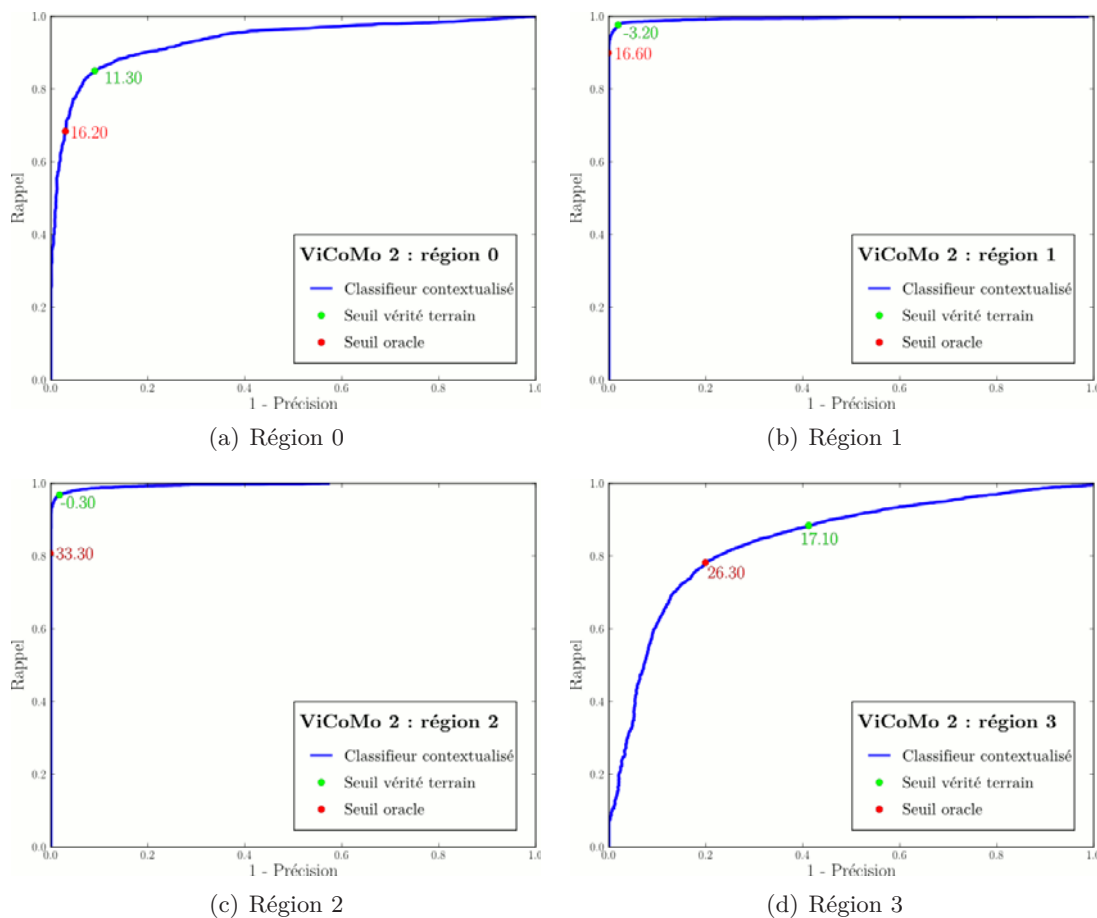 1.0
0.8
0.6
0.4
0.2
0.0
Rappel
11.30
16.20
ViCoMo 2 : région 0
Classifieur contextualisé
Seuil vérité terrain
Seuil oracle
0.0 0.2 0.4 0.6 0.8 1.0
1 - Précision
(a) Région 0
1.0
0.8
0.6
0.4
0.2
0.0
Rappel
-3.20
16.60
ViCoMo 2 : région 1
Classifieur contextualisé
Seuil vérité terrain
Seuil oracle
0.0 0.2 0.4 0.6 0.8 1.0
1 - Précision
(b) Région 1
1.0
0.8
0.6
0.4
0.2
0.0
Rappel
-0.30
33.30
ViCoMo 2 : région 2
Classifieur contextualisé
Seuil vérité terrain
Seuil oracle
0.0 0.2 0.4 0.6 0.8 1.0
1 - Précision
(c) Région 2
1.0
0.8
0.6
0.4
0.2
0.0
Rappel
17.10
26.30
ViCoMo 2 : région 3
Classifieur contextualisé
Seuil vérité terrain
Seuil oracle
0.0 0.2 0.4 0.6 0.8 1.0
1 - Précision
(d) Région 3